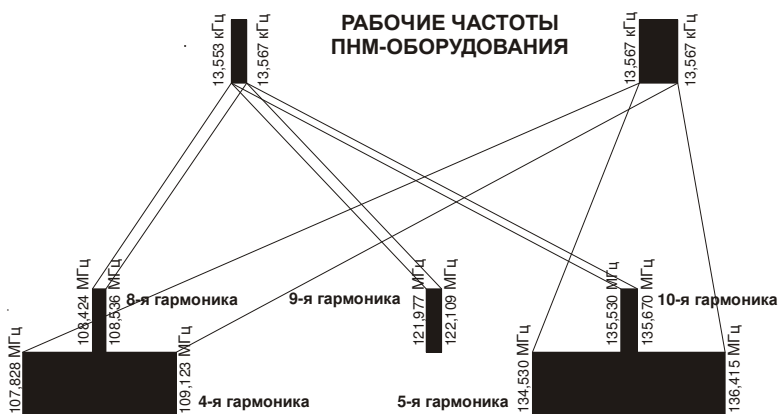 РАБОЧИЕ ЧАСТОТЫ
ПНМ-ОБОРУДОВАНИЯ
13,553 кГц
13,567 кГц
13,567 кГц
13,567 кГц
108,424 МГц
108,536 МГц
8-я гармоника
9-я гармоника
121,977 МГц
122,109 МГц
135,530 МГц
135,670 МГц
10-я гармоника
107,828 МГц
109,123 МГц
4-я гармоника
5-я гармоника
134,530 МГц
136,415 МГц